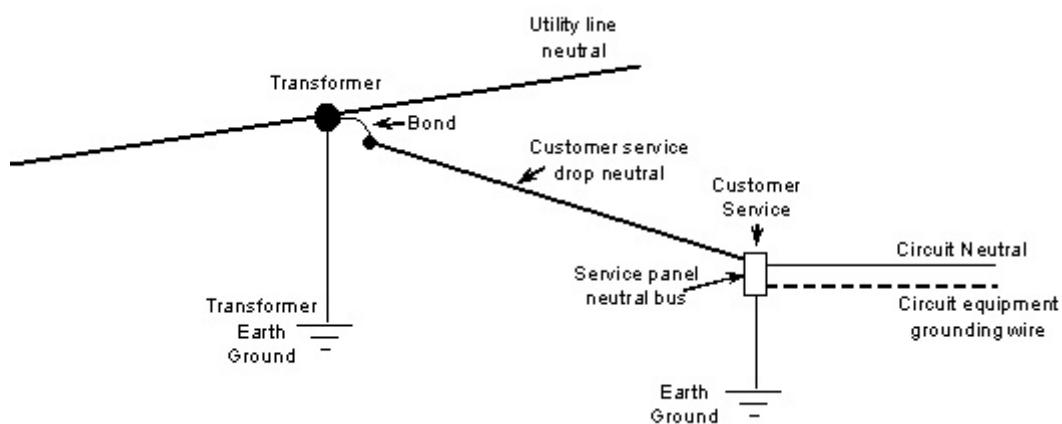 Utility line
neutral
Transformer
Bond
Customer service
drop neutral
Customer
Service
Circuit Neutral
Service panel
neutral bus
Circuit equipment
grounding wire
Transformer
Earth
Ground
Earth
Ground